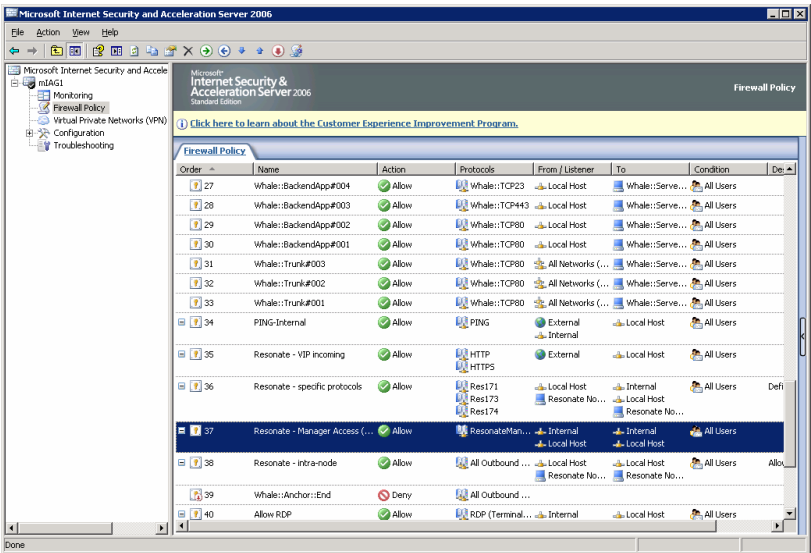 Microsoft Internet Security and Acceleration Server 2006
File Action View Help
Microsoft Internet Security and Accele
mIAG1
Monitoring
Firewall Policy
Virtual Private Networks (VPN)
Configuration
Troubleshooting
Microsoft
Internet Security &
Acceleration Server 2006
Standard Edition
Firewall Policy
Click here to learn about the Customer Experience Improvement Program.
Firewall Policy
Order Name Action Protocols From / Listener To Condition Des
27 Whale::BackendApp#004 Allow Whale::TCP23 Local Host Whale::Serve... All Users
28 Whale::BackendApp#003 Allow Whale::TCP443 Local Host Whale::Serve... All Users
29 Whale::BackendApp#002 Allow Whale::TCP80 Local Host Whale::Serve... All Users
30 Whale::BackendApp#001 Allow Whale::TCP80 Local Host Whale::Serve... All Users
31 Whale::Trunk#003 Allow Whale::TCP80 All Networks (... Whale::Serve... All Users
32 Whale::Trunk#002 Allow Whale::TCP80 All Networks (... Whale::Serve... All Users
33 Whale::Trunk#001 Allow Whale::TCP80 All Networks (... Whale::Serve... All Users
34 PING-Internal Allow PING External Local Host All Users
Internal
35 Resonate - VIP incoming Allow HTTP External Local Host All Users
HTTPS
36 Resonate - specific protocols Allow Res171 Local Host Internal All Users Defi
Res173 Resonate No... Local Host
Res174 Resonate No...
37 Resonate - Manager Access (... Allow ResonateMan... Internal Internal All Users
Local Host Local Host
38 Resonate - intra-node Allow All Outbound ... Local Host Local Host All Users Allow
Resonate No... Resonate No...
39 Whale::Anchor::End Deny All Outbound ...
40 Allow RDP Allow RDP (Terminal... Internal Local Host All Users
Done